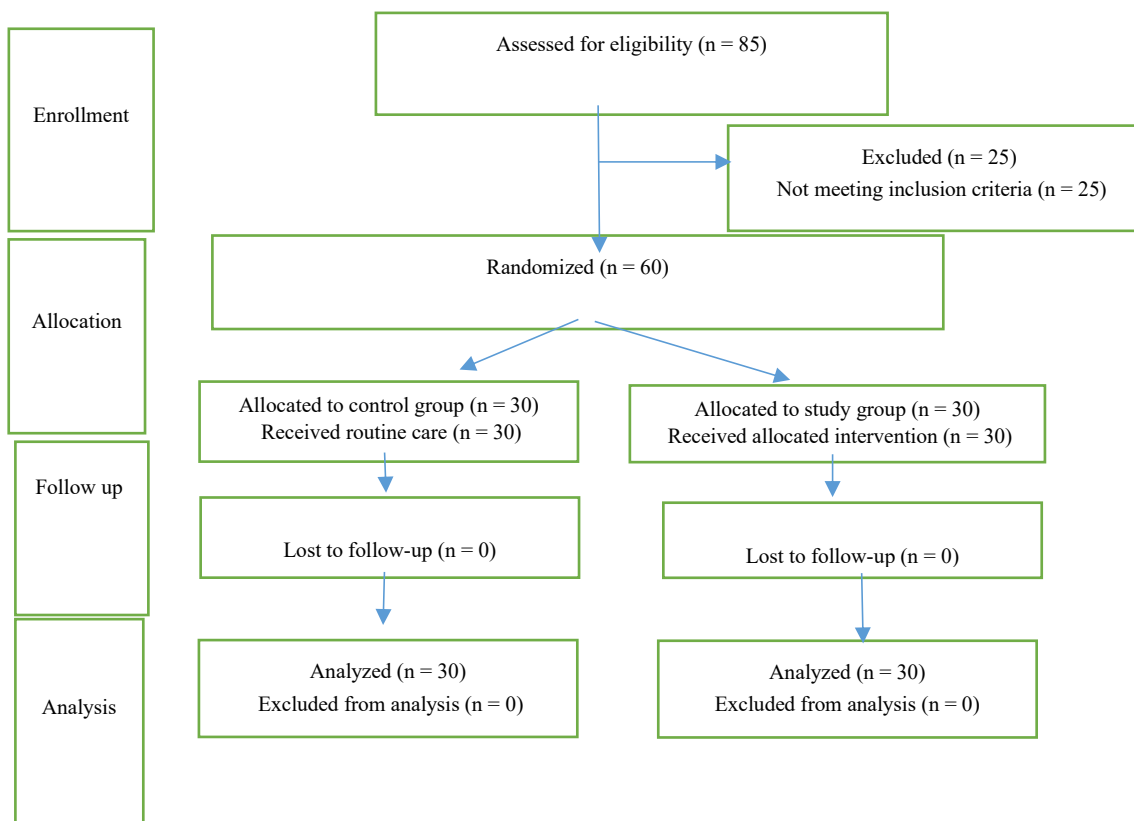 Enrollment
Assessed for eligibility (n = 85)
Excluded (n = 25)
Not meeting inclusion criteria (n = 25)
Allocation
Randomized (n = 60)
Allocated to control group (n = 30)
Received routine care (n = 30)
Allocated to study group (n = 30)
Received allocated intervention (n = 30)
Follow up
Lost to follow-up (n = 0)
Lost to follow-up (n = 0)
Analysis
Analyzed (n = 30)
Excluded from analysis (n = 0)
Analyzed (n = 30)
Excluded from analysis (n = 0)